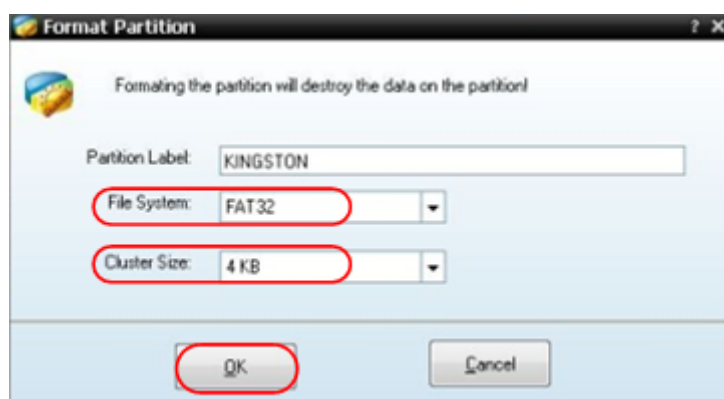 Format Partition ? X
Formating the partition will destroy the data on the partition!
Partition Label: KINGSTON
File System: FAT32
Cluster Size: 4 KB
OK Cancel